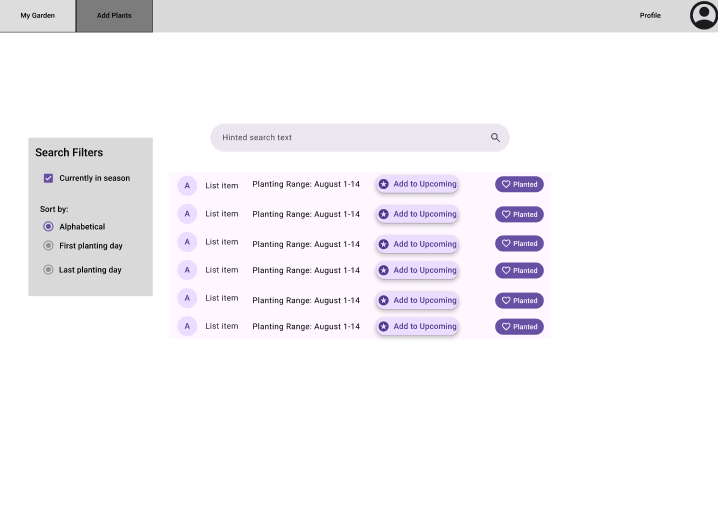 My Garden
Add Plants
Profile
Hinted search text
Search Filters
Currently in season
Sort by:
Alphabetical
First planting day
Last planting day
A List item Planting Range: August 1-14 Add to Upcoming Planted
A List item Planting Range: August 1-14 Add to Upcoming Planted
A List item Planting Range: August 1-14 Add to Upcoming Planted
A List item Planting Range: August 1-14 Add to Upcoming Planted
A List item Planting Range: August 1-14 Add to Upcoming Planted
A List item Planting Range: August 1-14 Add to Upcoming Planted